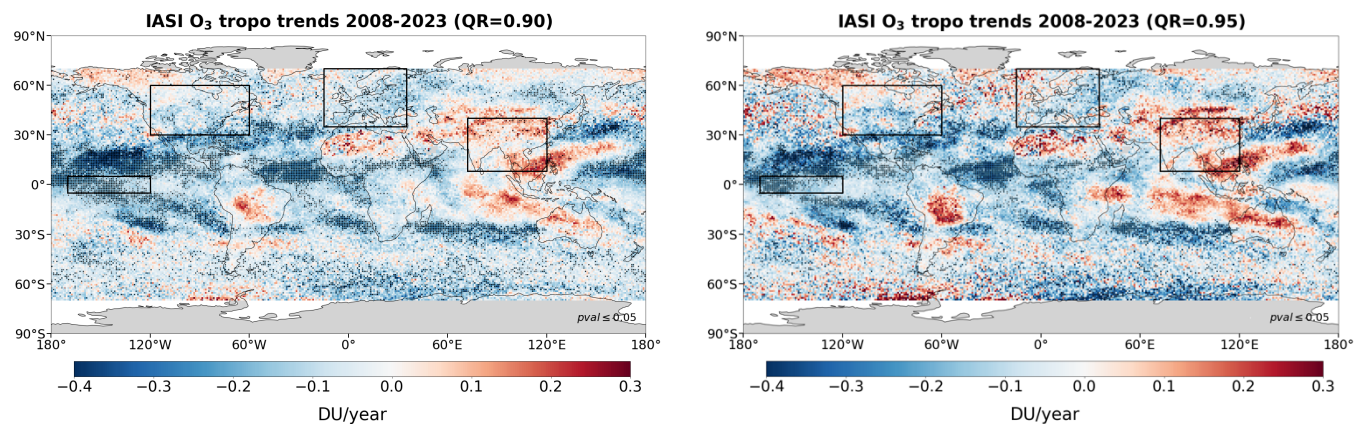 IASI O₃ tropo trends 2008-2023 (QR=0.90)
90°N
60°N
30°N
0°
30°S
60°S
90°S
180°
120°W
60°W
0°
60°E
120°E
180°
pval ≤ 0.05
−0.4
−0.3
−0.2
−0.1
0.0
0.1
0.2
0.3
DU/year
IASI O₃ tropo trends 2008-2023 (QR=0.95)
90°N
60°N
30°N
0°
30°S
60°S
90°S
180°
120°W
60°W
0°
60°E
120°E
180°
pval ≤ 0.05
−0.4
−0.3
−0.2
−0.1
0.0
0.1
0.2
0.3
DU/year